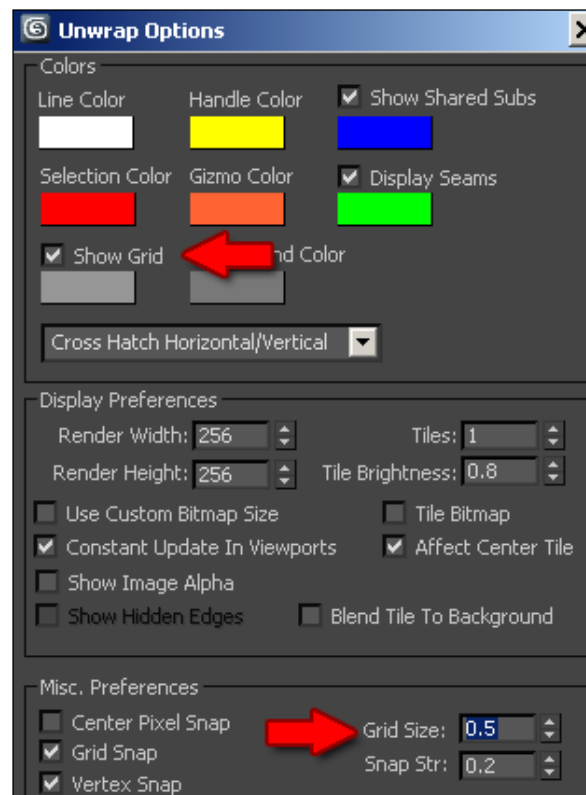 Unwrap Options
Colors
Line Color Handle Color Show Shared Subs
Selection Color Gizmo Color Display Seams
Show Grid nd Color
Cross Hatch Horizontal/Vertical
Display Preferences
Render Width: 256 Tiles: 1
Render Height: 256 Tile Brightness: 0.8
Use Custom Bitmap Size Tile Bitmap
Constant Update In Viewports Affect Center Tile
Show Image Alpha
Show Hidden Edges Blend Tile To Background
Misc. Preferences
Center Pixel Snap Grid Size: 0.5
Grid Snap Snap Str: 0.2
Vertex Snap